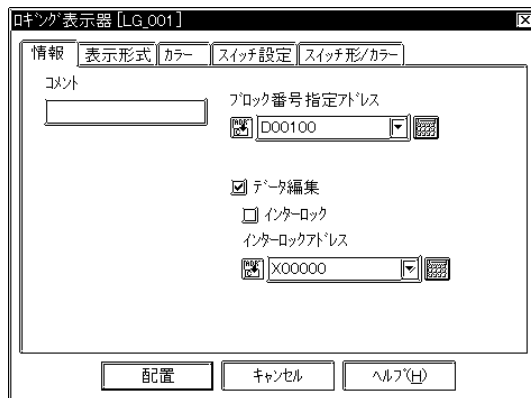 ロギング表示器 [LG_001]
情報 表示形式 カラー スイッチ設定 スイッチ形/カラー
コメント
ブロック番号指定アドレス
D00100
データ編集
インターロック
インターロックアドレス
X00000
配置 キャンセル ヘルプ(H)